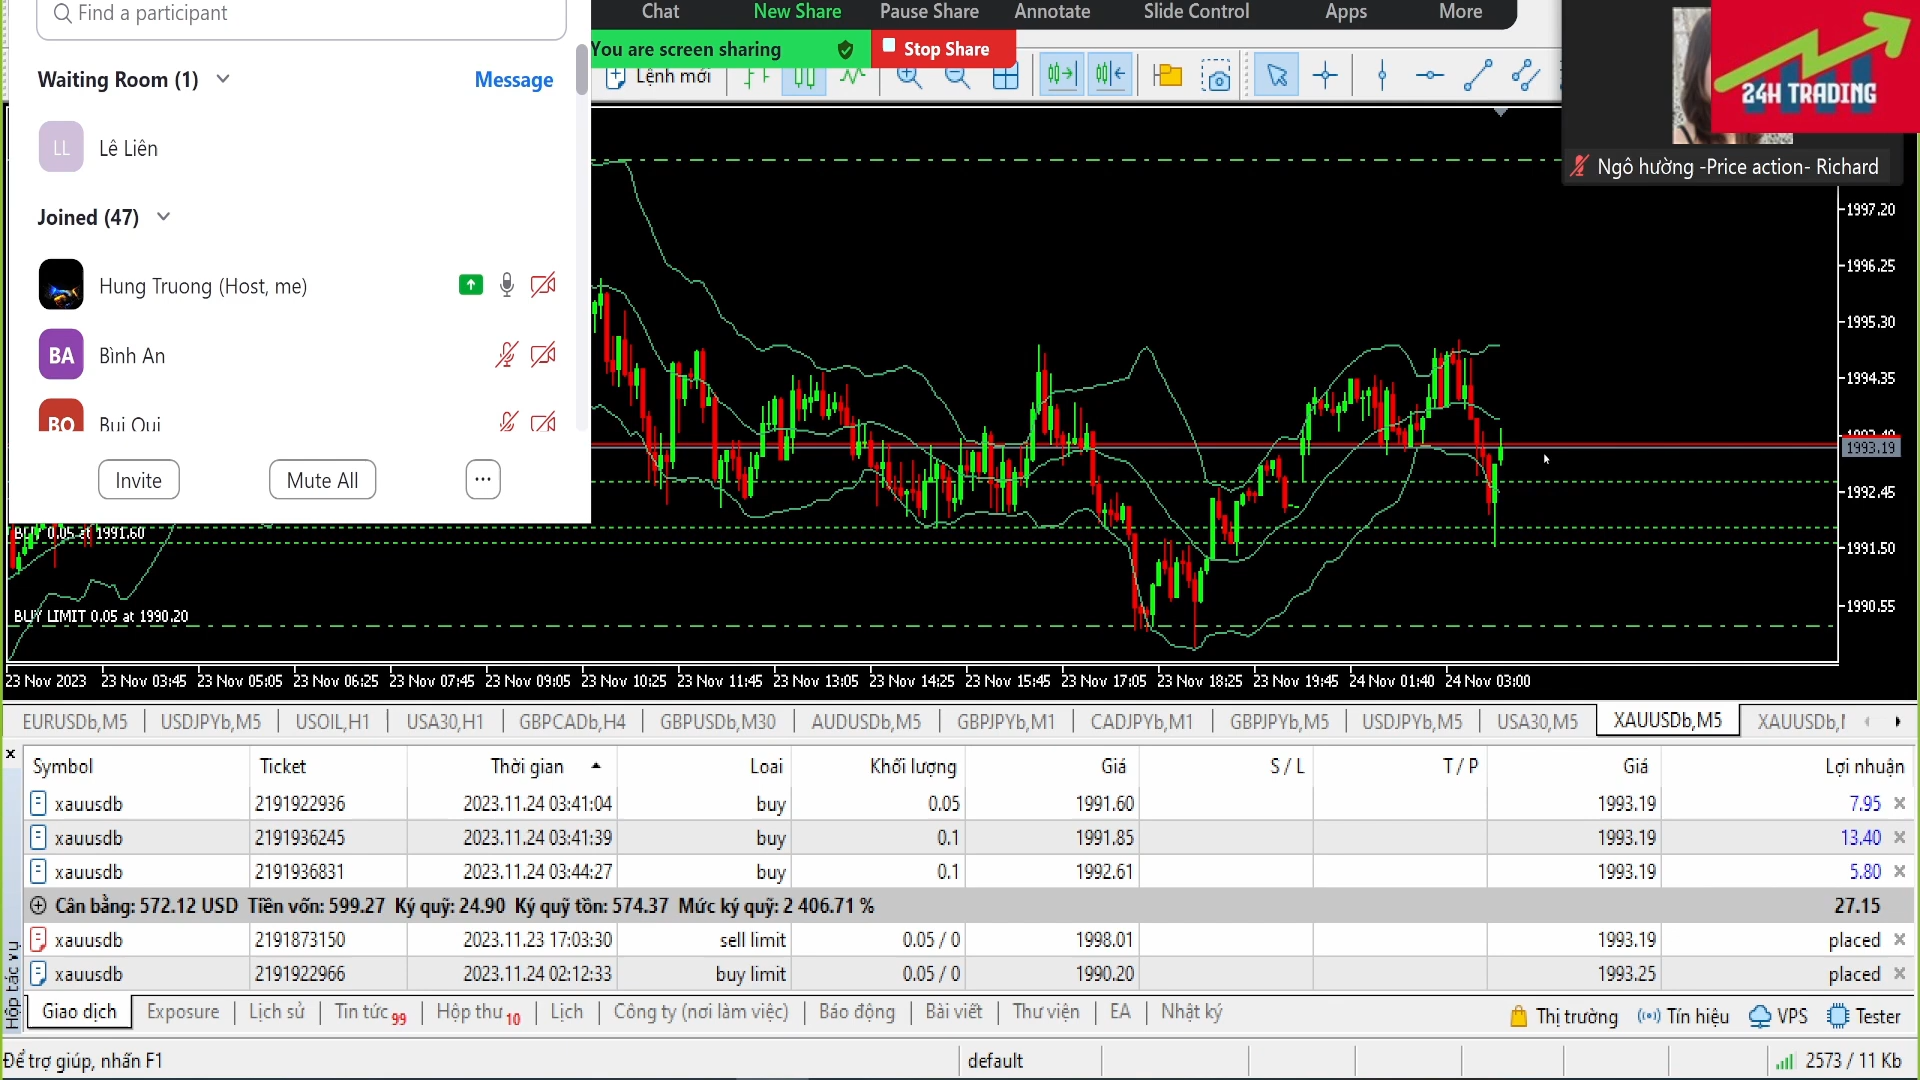 Find a participant
Chat New Share Pause Share Annotate Slide Control Apps More
You are screen sharing Stop Share
24H TRADING
Waiting Room (1) Message
Lệnh mới
LL Lê Liên
Ngô hường -Price action- Richard
Joined (47)
Hung Truong (Host, me)
BA Bình An
BQ Bui Qui
Invite Mute All ...
1997.20
1996.25
1995.30
1994.35
1993.19
1992.45
1991.50
1990.55
BUY 0.05 at 1991.60
BUY LIMIT 0.05 at 1990.20
23 Nov 2023 23 Nov 03:45 23 Nov 05:05 23 Nov 06:25 23 Nov 07:45 23 Nov 09:05 23 Nov 10:25 23 Nov 11:45 23 Nov 13:05 23 Nov 14:25 23 Nov 15:45 23 Nov 17:05 23 Nov 18:25 23 Nov 19:45 24 Nov 01:40 24 Nov 03:00
EURUSDb,M5 USDJPYb,M5 USOIL,H1 USA30,H1 GBPCADb,H4 GBPUSDb,M30 AUDUSDb,M5 GBPJPYb,M1 CADJPYb,M1 GBPJPYb,M5 USDJPYb,M5 USA30,M5 XAUUSDb,M5 XAUUSDb,
Symbol Ticket Thời gian Loại Khối lượng Giá S / L T / P Giá Lợi nhuận
xauusdb 2191922936 2023.11.24 03:41:04 buy 0.05 1991.60 1993.19 7.95
xauusdb 2191936245 2023.11.24 03:41:39 buy 0.1 1991.85 1993.19 13.40
xauusdb 2191936831 2023.11.24 03:44:27 buy 0.1 1992.61 1993.19 5.80
Cân bằng: 572.12 USD Tiền vốn: 599.27 Ký quỹ: 24.90 Ký quỹ tồn: 574.37 Mức ký quỹ: 2 406.71 % 27.15
xauusdb 2191873150 2023.11.23 17:03:30 sell limit 0.05 / 0 1998.01 1993.19 placed
xauusdb 2191922966 2023.11.24 02:12:33 buy limit 0.05 / 0 1990.20 1993.25 placed
Hộp tác vụ
Giao dịch Exposure Lịch sử Tin tức 99 Hộp thư 10 Lịch Công ty (nơi làm việc) Báo động Bài viết Thư viện EA Nhật ký Thị trường Tín hiệu VPS Tester
Để trợ giúp, nhấn F1 default 2573 / 11 Kb